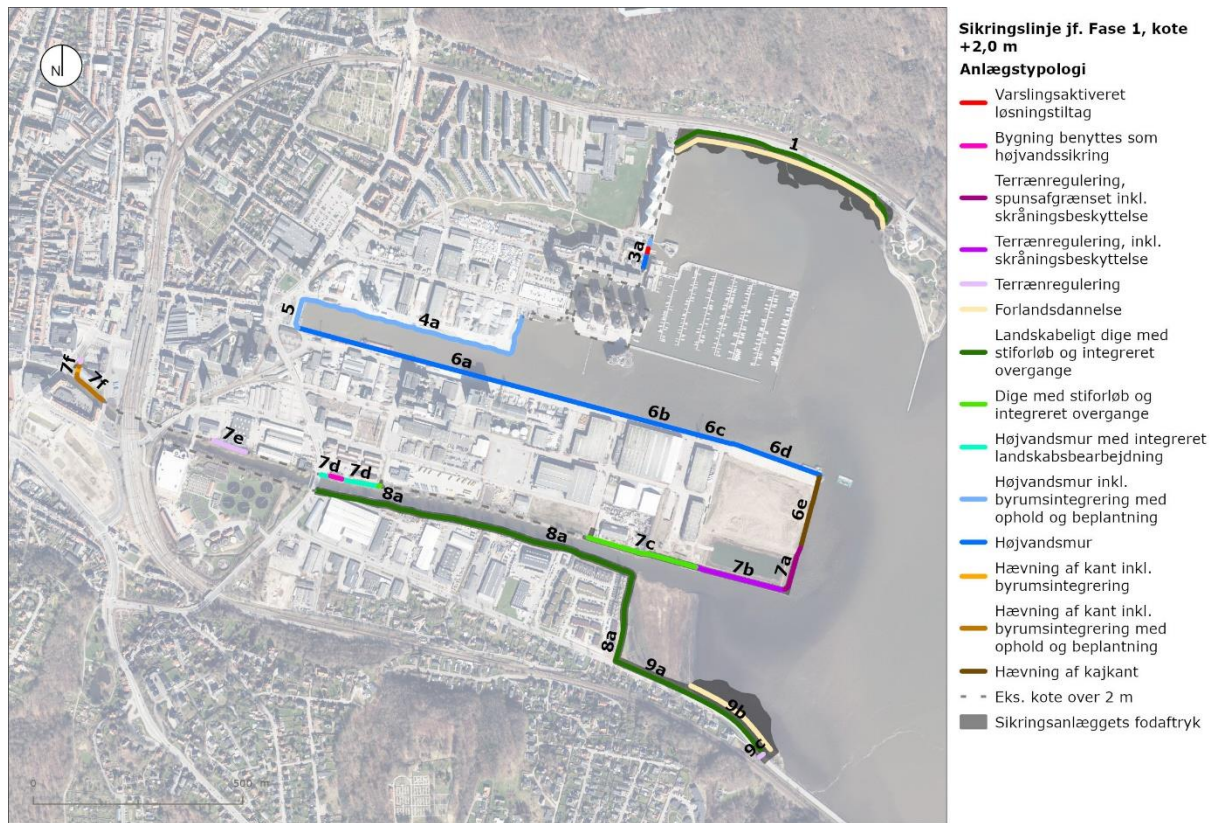 Sikringslinje jf. Fase 1, kote
+2,0 m
Anlægstypologi
Varslingsaktiveret
løsningstiltag
Bygning benyttes som
højvandssikring
Terrænregulering,
spunsafgrænset inkl.
skråningsbeskyttelse
Terrænregulering, inkl.
skråningsbeskyttelse
Terrænregulering
Forlandsdannelse
Landskabeligt dige med
stiforløb og integreret
overgange
Dige med stiforløb og
integreret overgange
Højvandsmur med integreret
landskabsbearbejdning
Højvandsmur inkl.
byrumsintegrering med
ophold og beplantning
Højvandsmur
Hævning af kant inkl.
byrumsintegrering
Hævning af kant inkl.
byrumsintegrering med
ophold og beplantning
Hævning af kajkant
Eks. kote over 2 m
Sikringsanlæggets fodaftryk
N
1
3a
5
4a
6a
6b
6c
6d
6e
7f
7f
7e
7d
7d
8a
8a
7c
7b
7a
8a
9a
9b
9c
0
500 m